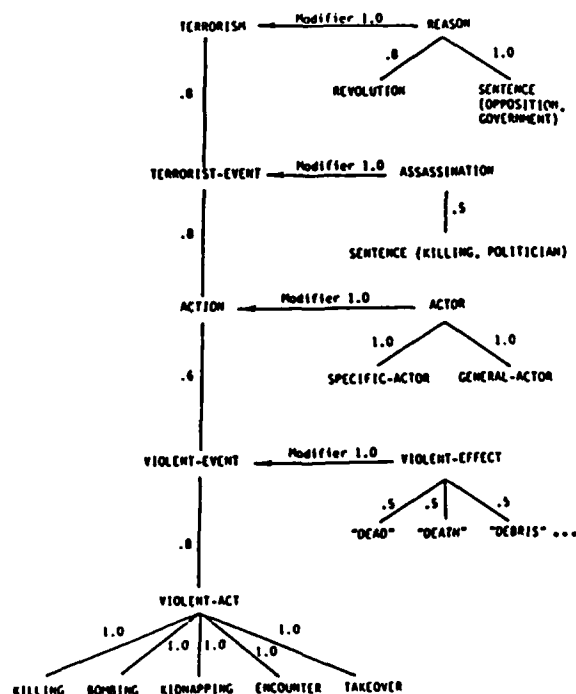 TERRORISM Modifier 1.0 REASON
.8 1.0
.8 REVOLUTION SENTENCE
(OPPOSITION,
GOVERNMENT)
TERRORIST-EVENT Modifier 1.0 ASSASSINATION
.5
.8
SENTENCE (KILLING, POLITICIAN)
ACTION Modifier 1.0 ACTOR
1.0 1.0
.6 SPECIFIC-ACTOR GENERAL-ACTOR
VIOLENT-EVENT Modifier 1.0 VIOLENT-EFFECT
.5 .5 .5
"DEAD" "DEATH" "DEBRIS" ...
.8
VIOLENT-ACT
1.0 1.0 1.0 1.0 1.0
KILLING BOMBING KIDNAPPING ENCOUNTER TAKEOVER